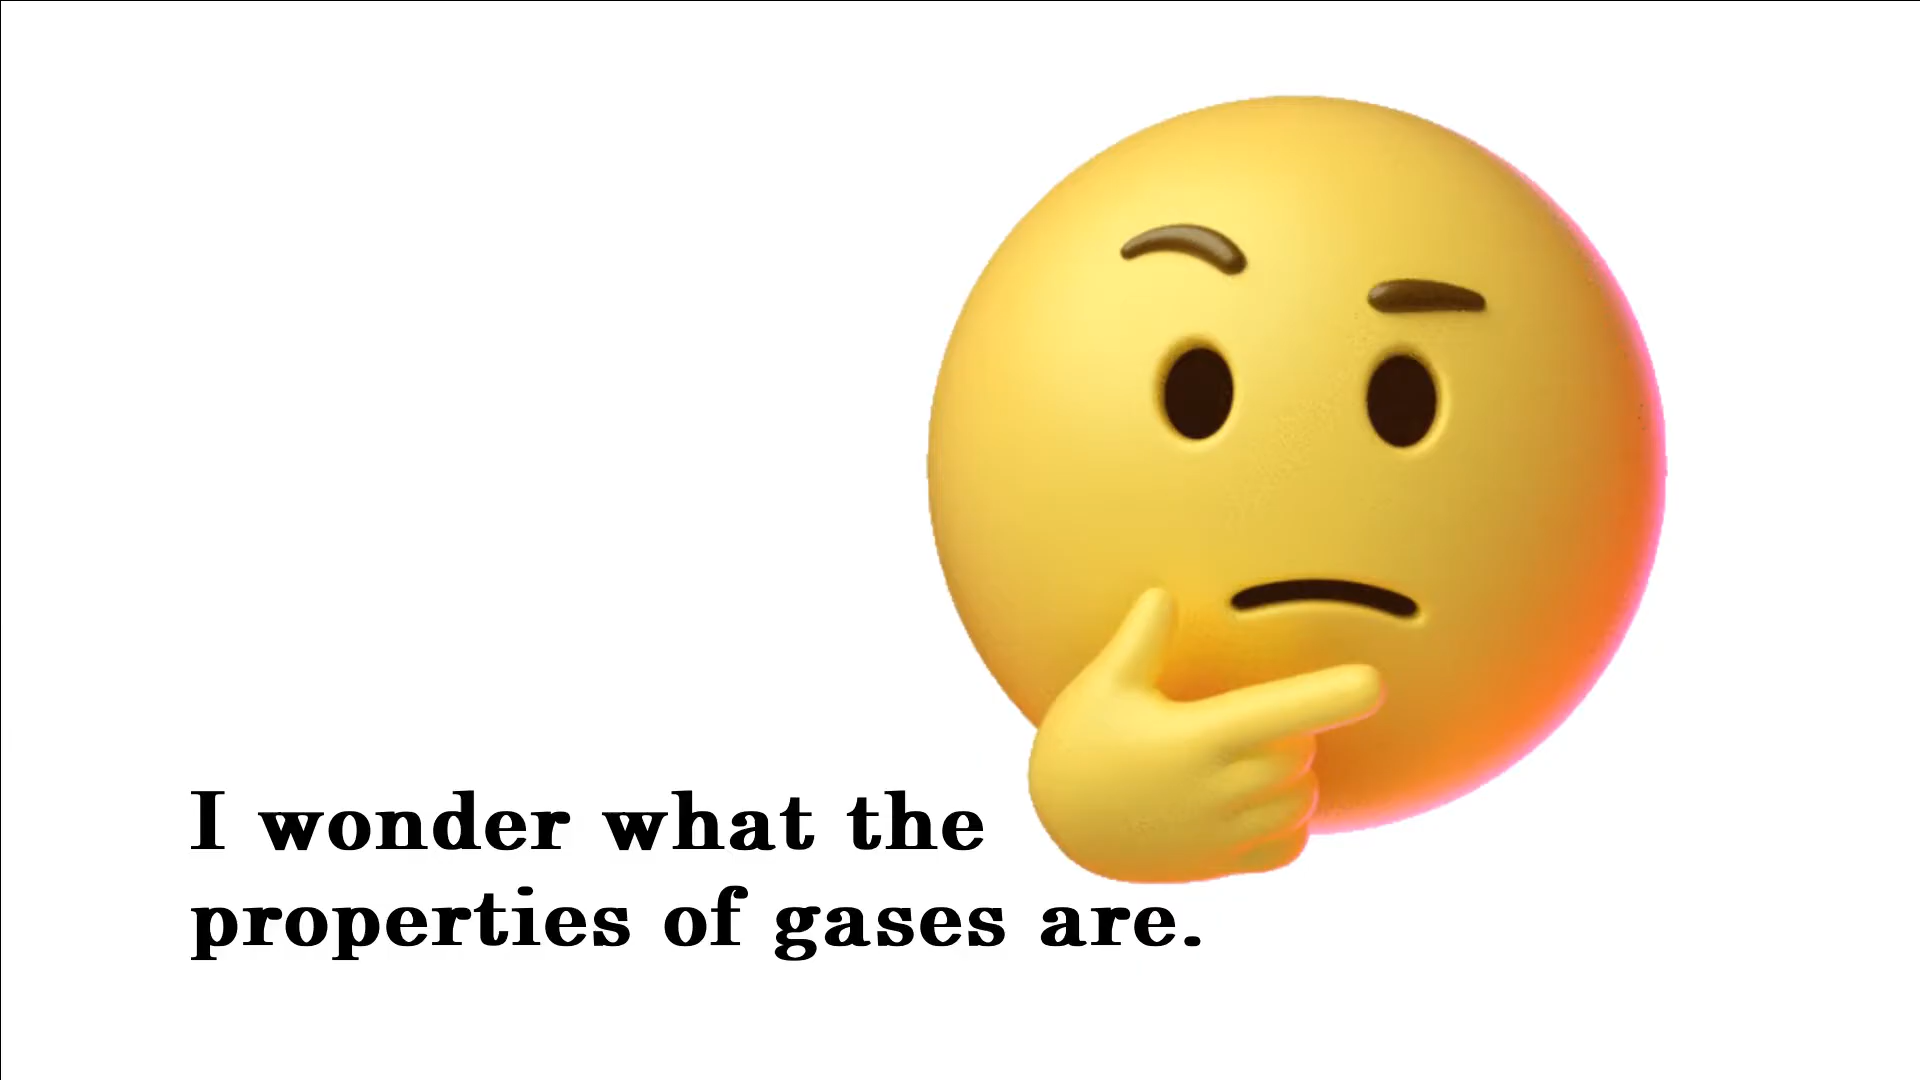 I wonder what the
properties of gases are.